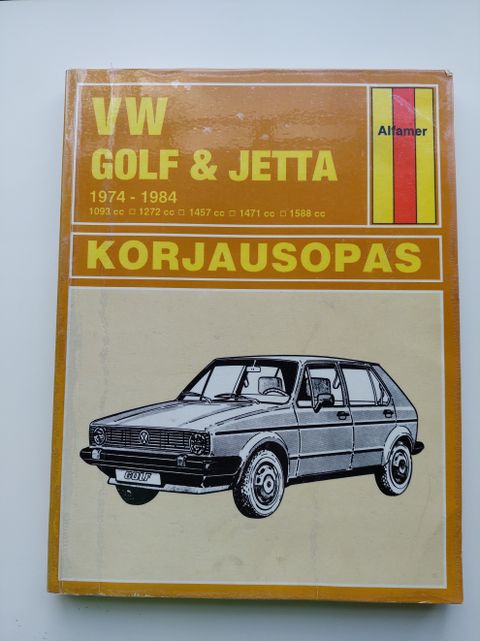 VW
GOLF & JETTA
Alfamer
1974 - 1984
1093 cc □ 1272 cc □ 1457 cc □ 1471 cc □ 1588 cc
KORJAUSOPAS
GOLF